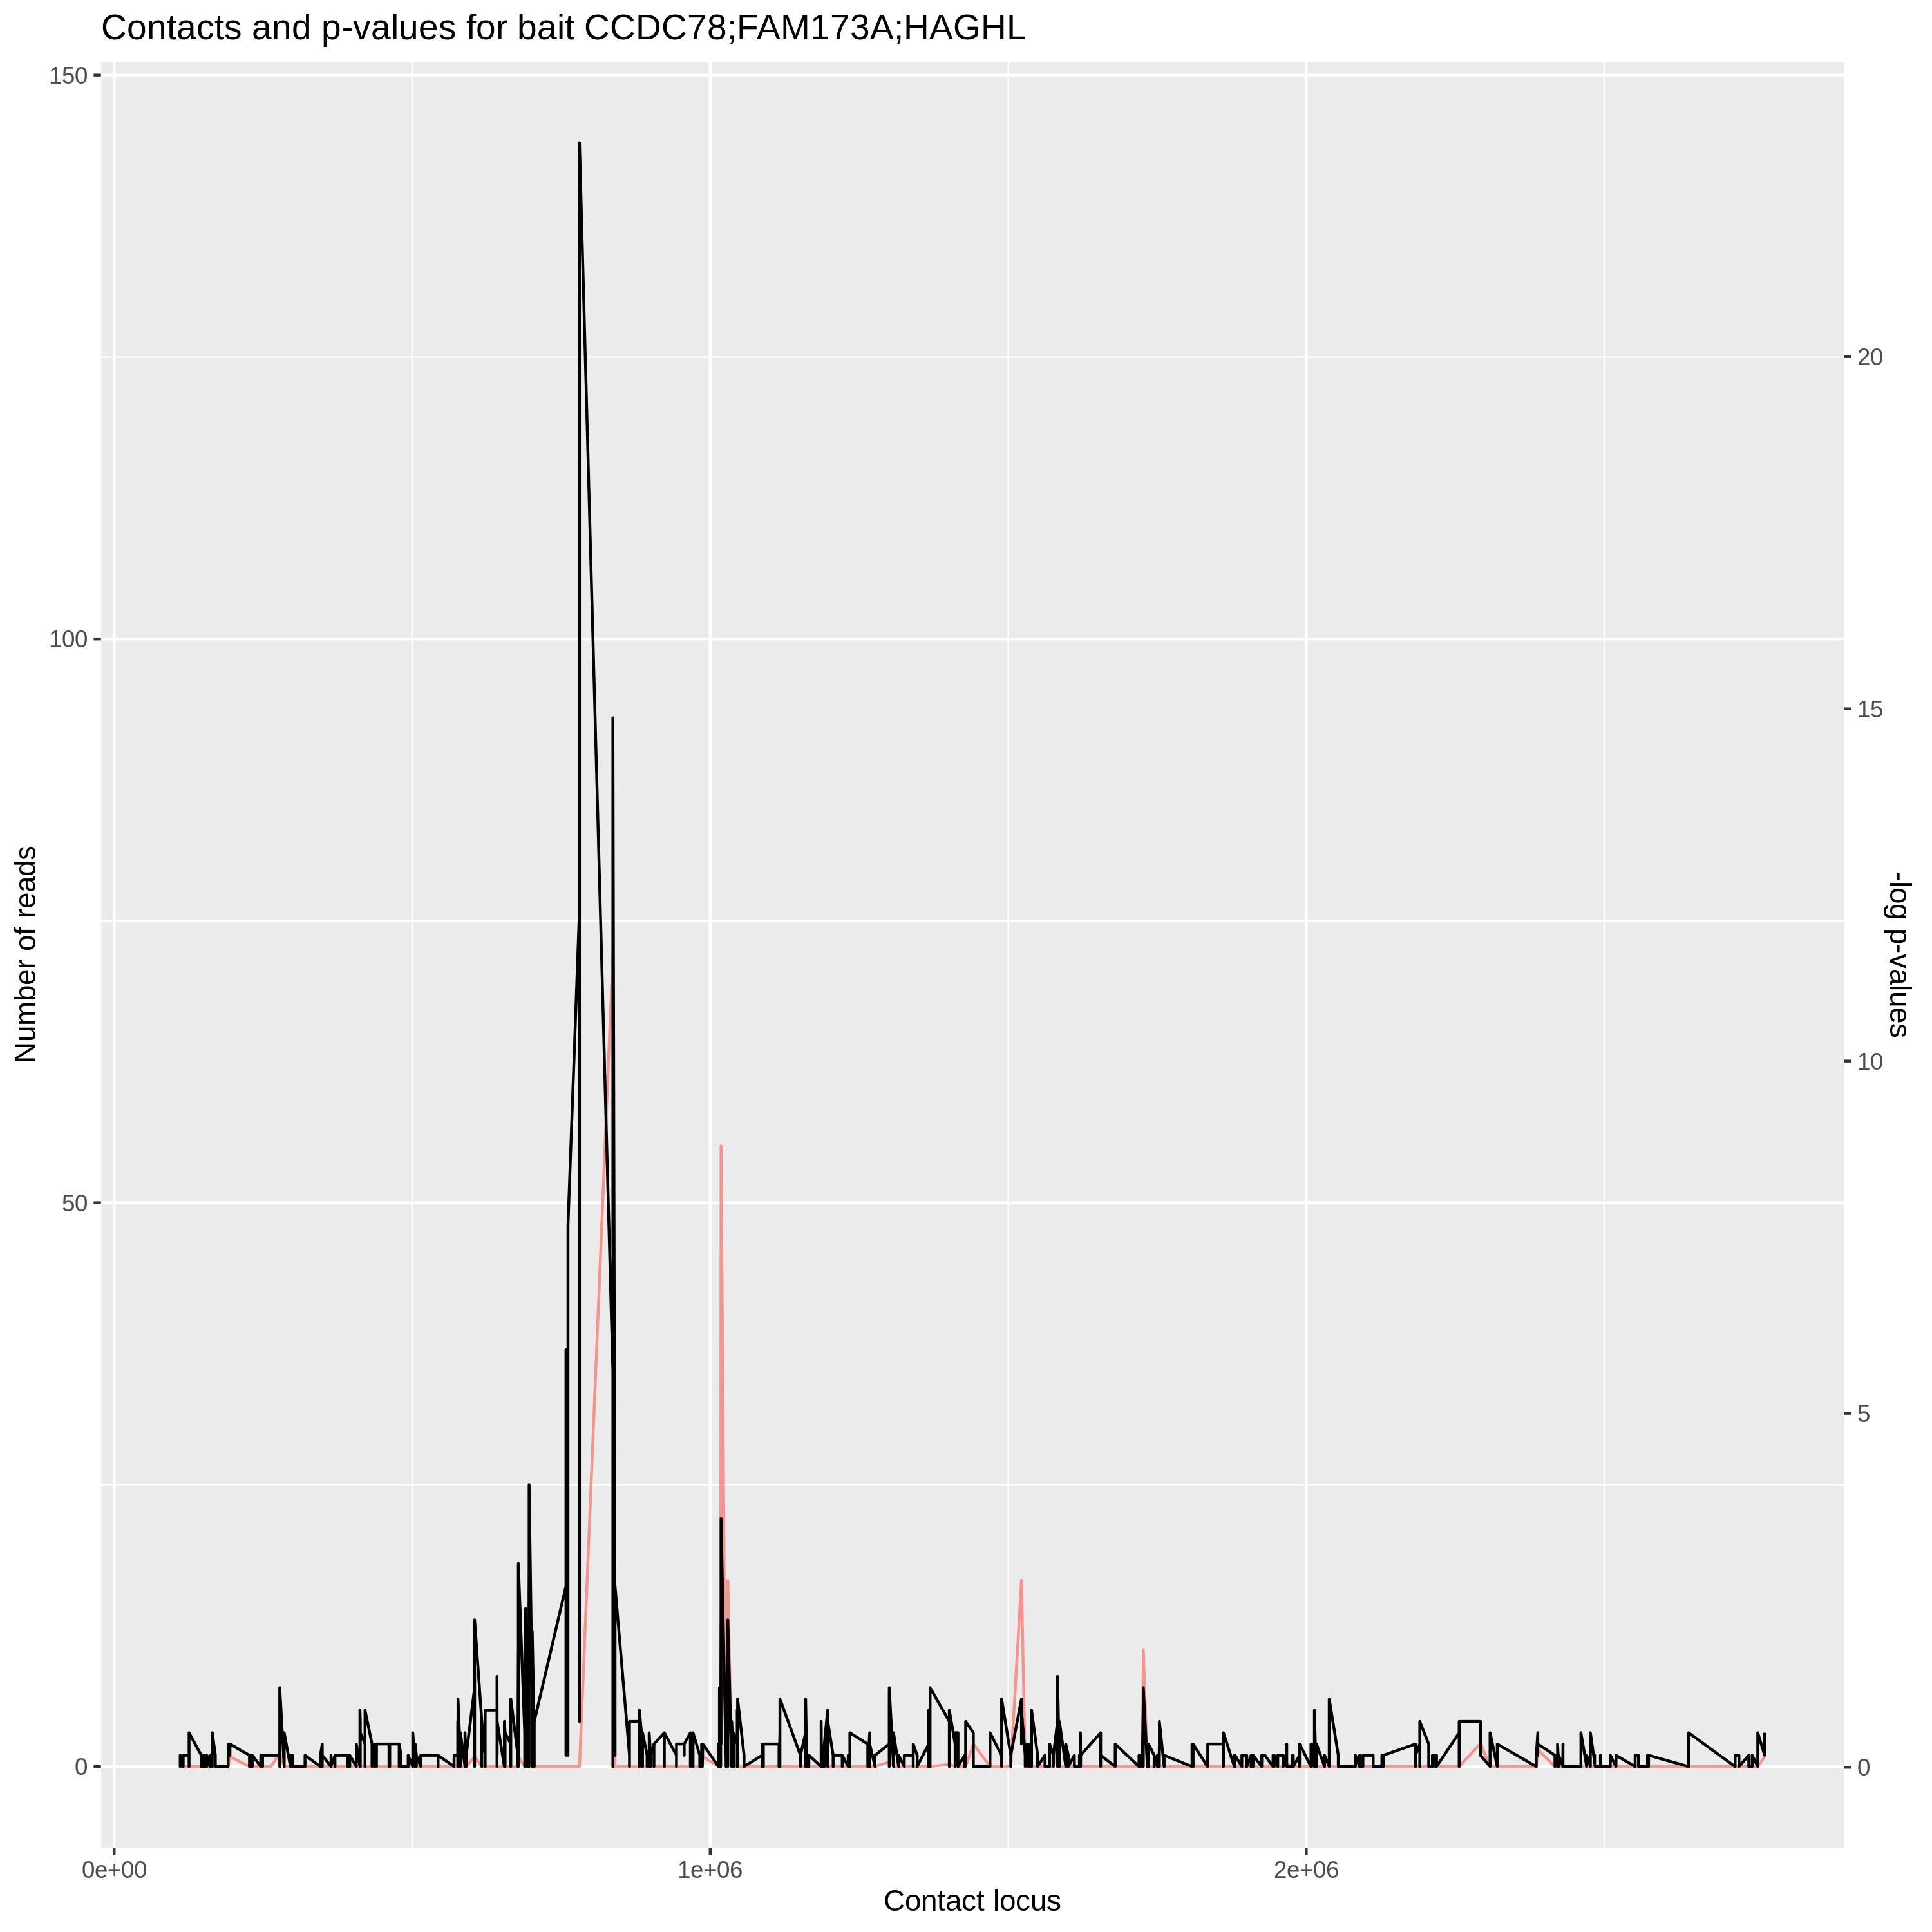 Contacts and p-values for bait CCDC78;FAM173A;HAGHL
150
100
50
0
Number of reads
20
15
10
5
0
-log p-values
0e+00
1e+06
2e+06
Contact locus